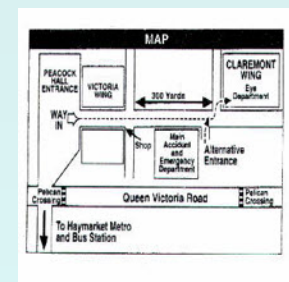 MAP
PEACOCK
HALL
ENTRANCE
VICTORIA
WING
CLAREMONT
WING
Eye
Department
300 Yards
WAY
IN
Shop
Main
Accident
and
Emergency
Department
Alternative
Entrance
Pelican
Crossing
Queen Victoria Road
Pelican
Crossing
To Haymarket Metro
and Bus Station